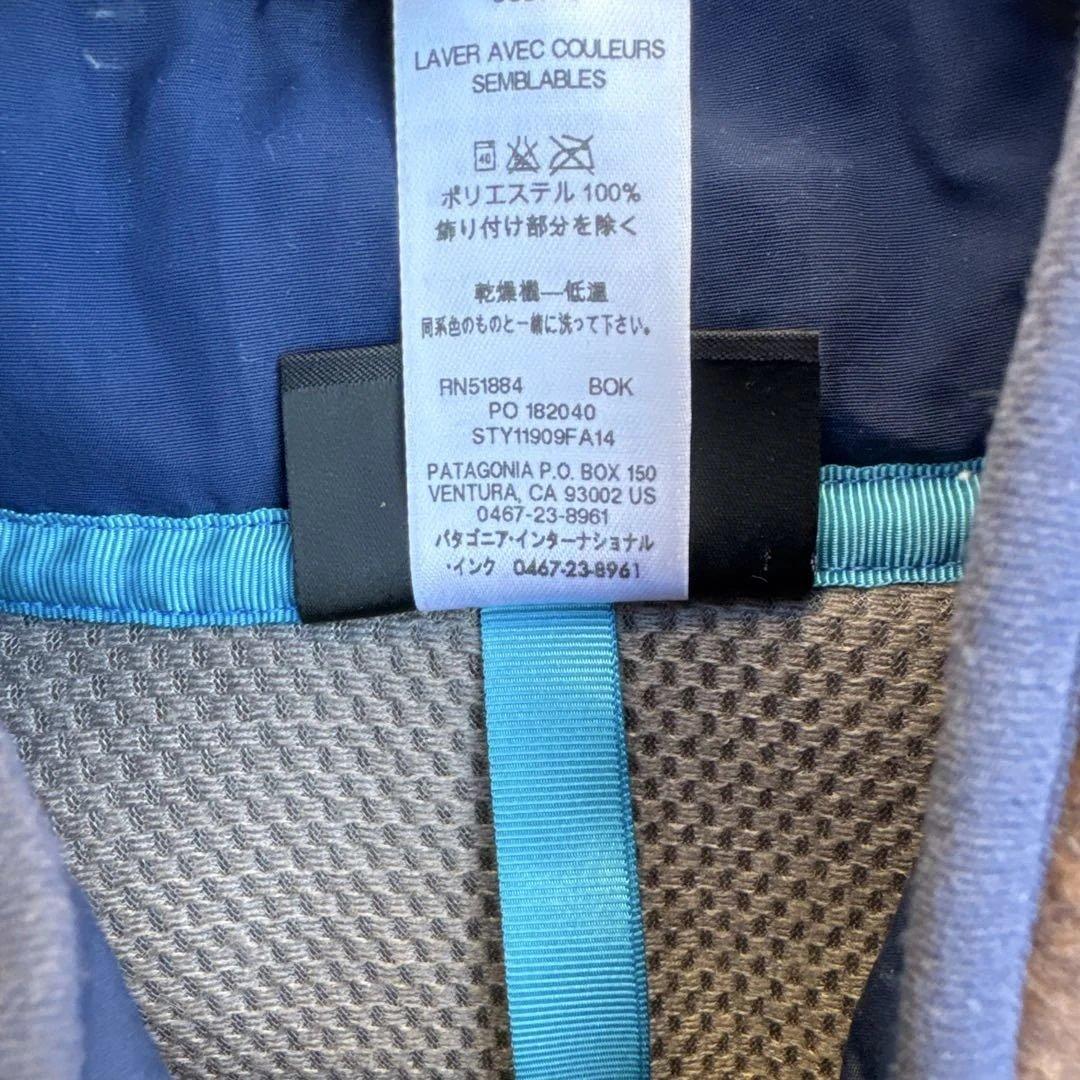 LAVER AVEC COULEURS
SEMBLABLES
40
ポリエステル 100%
飾り付け部分を除く
乾燥機—低温
同系色のものと一緒に洗って下さい。
RN51884 BOK
PO 182040
STY11909FA14
PATAGONIA P.O. BOX 150
VENTURA, CA 93002 US
0467-23-8961
パタゴニア・インターナショナル
・インク 0467-23-8961